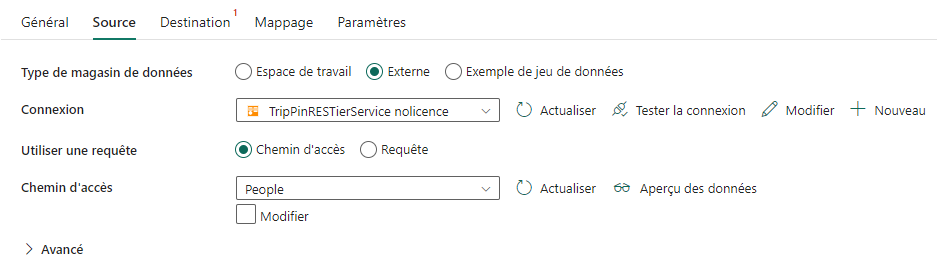 Général Source Destination 1 Mappage Paramètres
Type de magasin de données Espace de travail Externe Exemple de jeu de données
Connexion TripPinRESTierService nolicence Actualiser Tester la connexion Modifier Nouveau
Utiliser une requête Chemin d'accès Requête
Chemin d'accès People Actualiser Aperçu des données
Modifier
Avancé